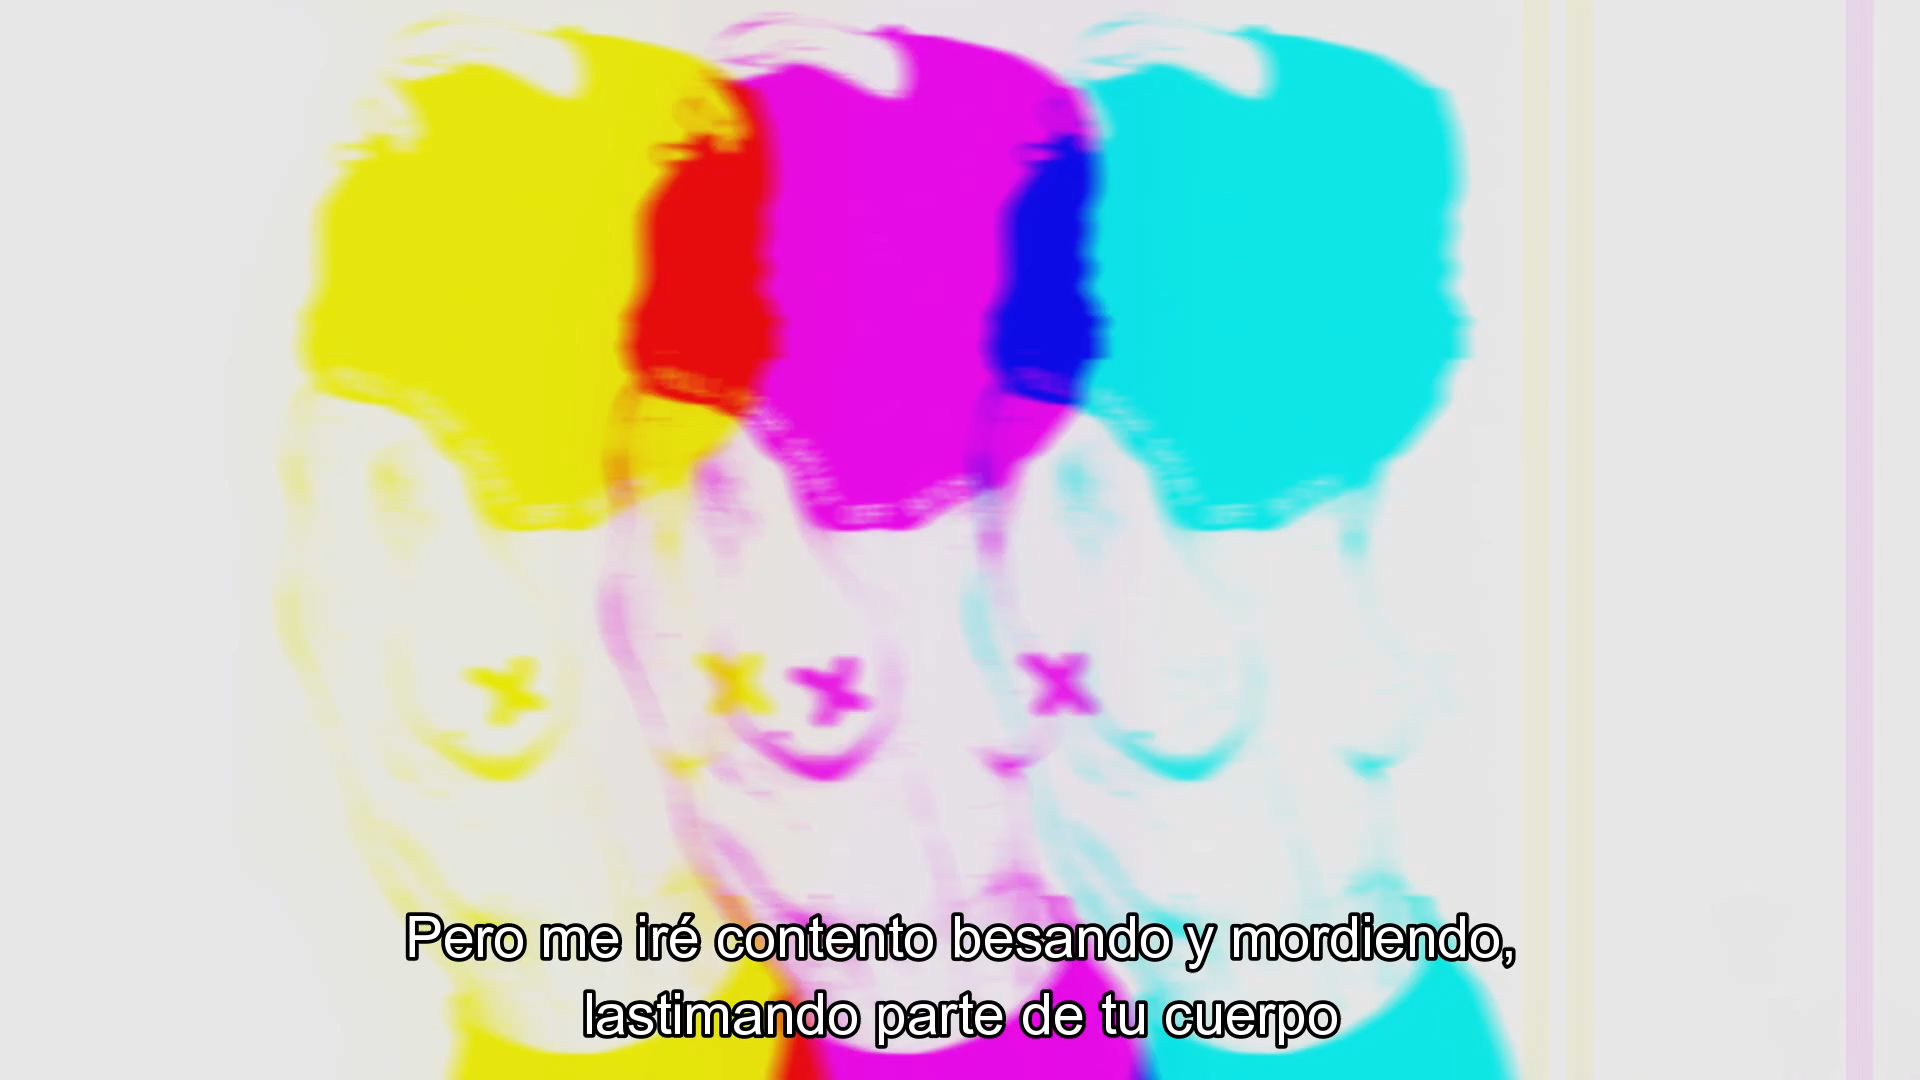 Pero me iré contento besando y mordiendo,
lastimando parte de tu cuerpo